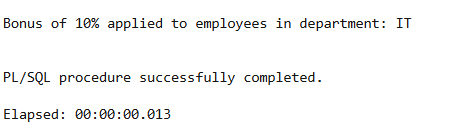 Bonus of 10% applied to employees in department: IT
PL/SQL procedure successfully completed.
Elapsed: 00:00:00.013